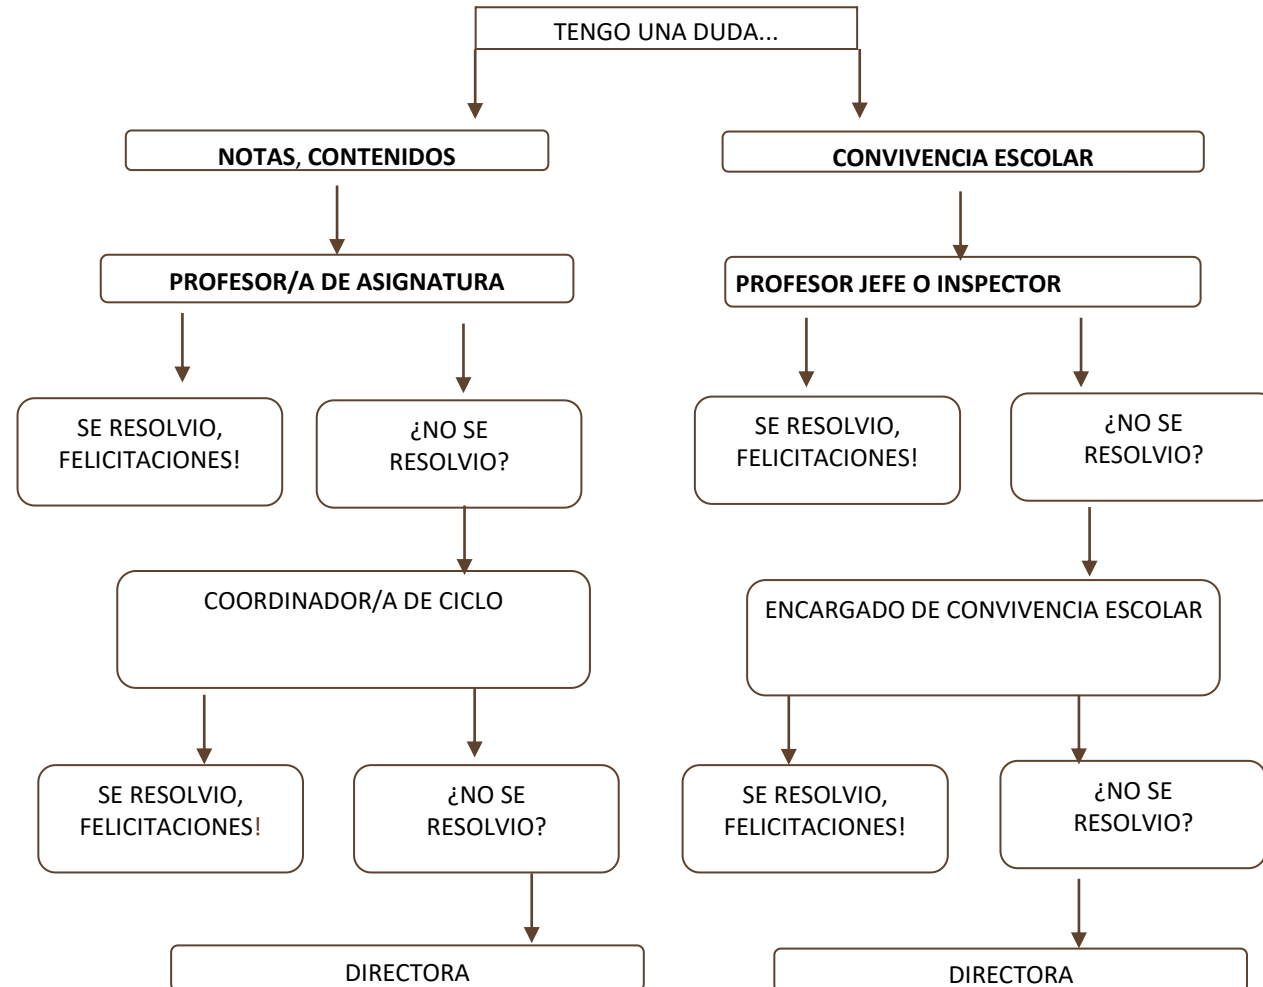 TENGO UNA DUDA...
NOTAS, CONTENIDOS
CONVIVENCIA ESCOLAR
PROFESOR/A DE ASIGNATURA
PROFESOR JEFE O INSPECTOR
SE RESOLVIO,
FELICITACIONES!
¿NO SE
RESOLVIO?
SE RESOLVIO,
FELICITACIONES!
¿NO SE
RESOLVIO?
COORDINADOR/A DE CICLO
ENCARGADO DE CONVIVENCIA ESCOLAR
SE RESOLVIO,
FELICITACIONES!
¿NO SE
RESOLVIO?
SE RESOLVIO,
FELICITACIONES!
¿NO SE
RESOLVIO?
DIRECTORA
DIRECTORA